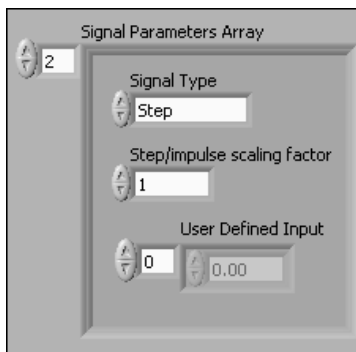 Signal Parameters Array
2
Signal Type
Step
Step/impulse scaling factor
1
User Defined Input
0
0.00